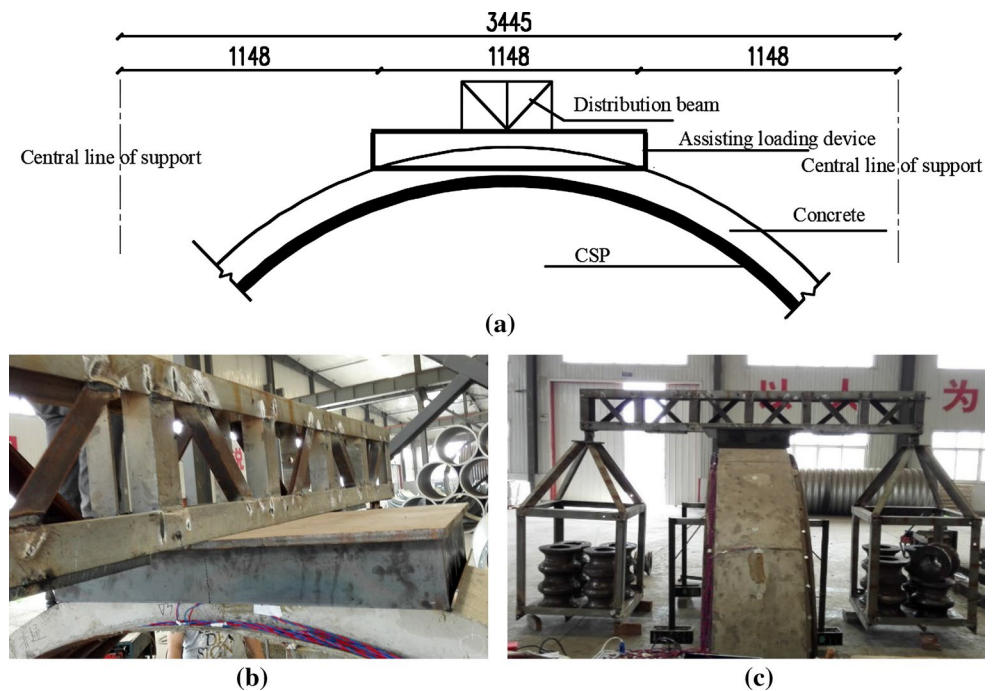 (a)
3445
1148 1148 1148
Distribution beam
Assisting loading device
Central line of support
Central line of support
Concrete
CSP
(a)
(b)
以 人 为
(c)